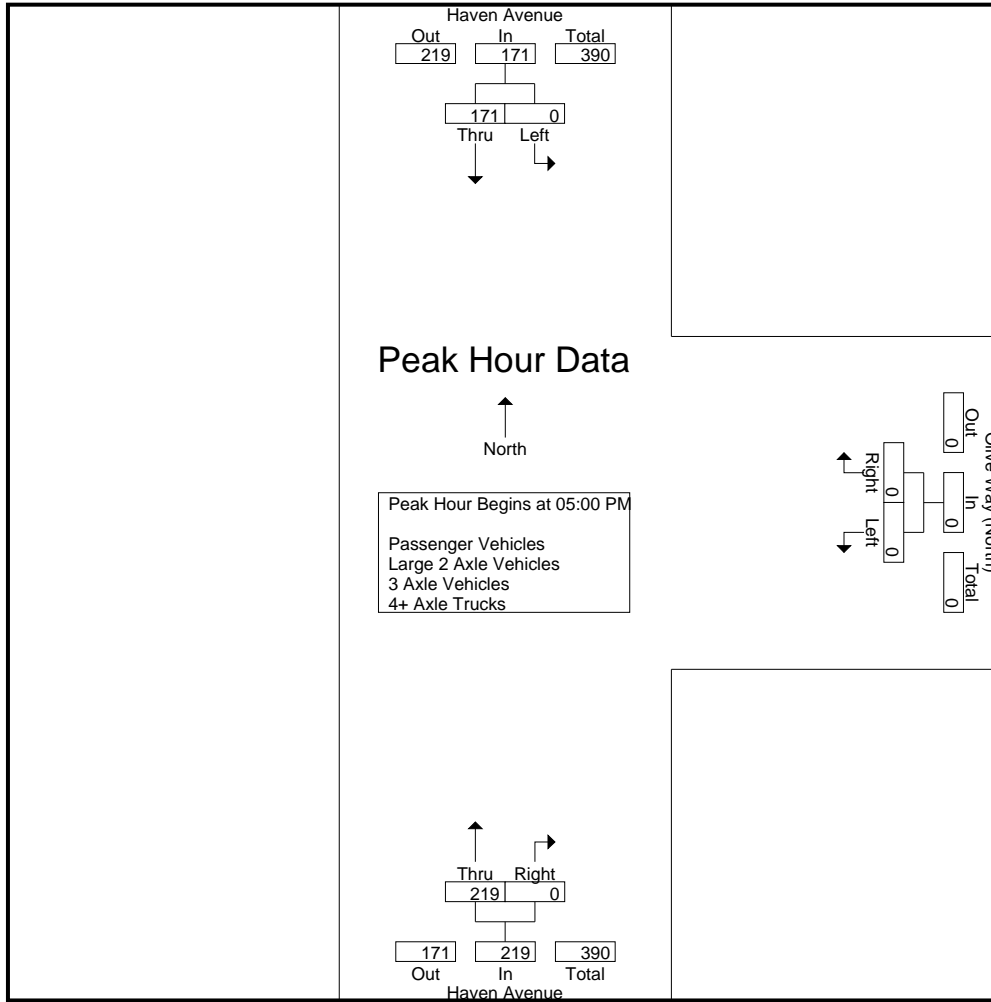 Haven Avenue
Out In Total
219 171 390
171 0
Thru Left
Peak Hour Data
North
Peak Hour Begins at 05:00 PM
Passenger Vehicles
Large 2 Axle Vehicles
3 Axle Vehicles
4+ Axle Trucks
Right Left
0 0
Out In Total
0 0 0
Way (North)
Thru Right
219 0
171 219 390
Out In Total
Haven Avenue